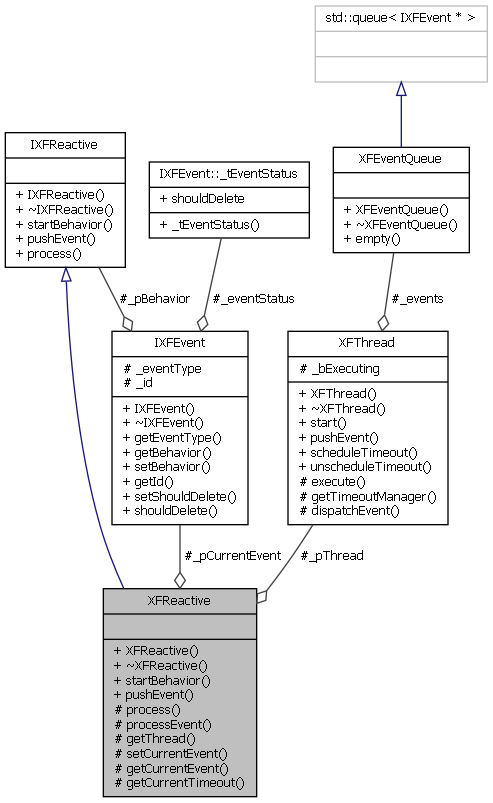 std::queue< IXFEvent * >
IXFReactive
+ IXFReactive()
+ ~IXFReactive()
+ startBehavior()
+ pushEvent()
+ process()
IXFEvent::_tEventStatus
+ shouldDelete
+ _tEventStatus()
XFEventQueue
+ XFEventQueue()
+ ~XFEventQueue()
+ empty()
#_pBehavior
#_eventStatus
#_events
IXFEvent
# _eventType
# _id
+ IXFEvent()
+ ~IXFEvent()
+ getEventType()
+ getBehavior()
+ setBehavior()
+ getId()
+ setShouldDelete()
+ shouldDelete()
XFThread
# _bExecuting
+ XFThread()
+ ~XFThread()
+ start()
+ pushEvent()
+ scheduleTimeout()
+ unscheduleTimeout()
# execute()
# getTimeoutManager()
# dispatchEvent()
#_pCurrentEvent
#_pThread
XFReactive
+ XFReactive()
+ ~XFReactive()
+ startBehavior()
+ pushEvent()
# process()
# processEvent()
# getThread()
# setCurrentEvent()
# getCurrentEvent()
# getCurrentTimeout()